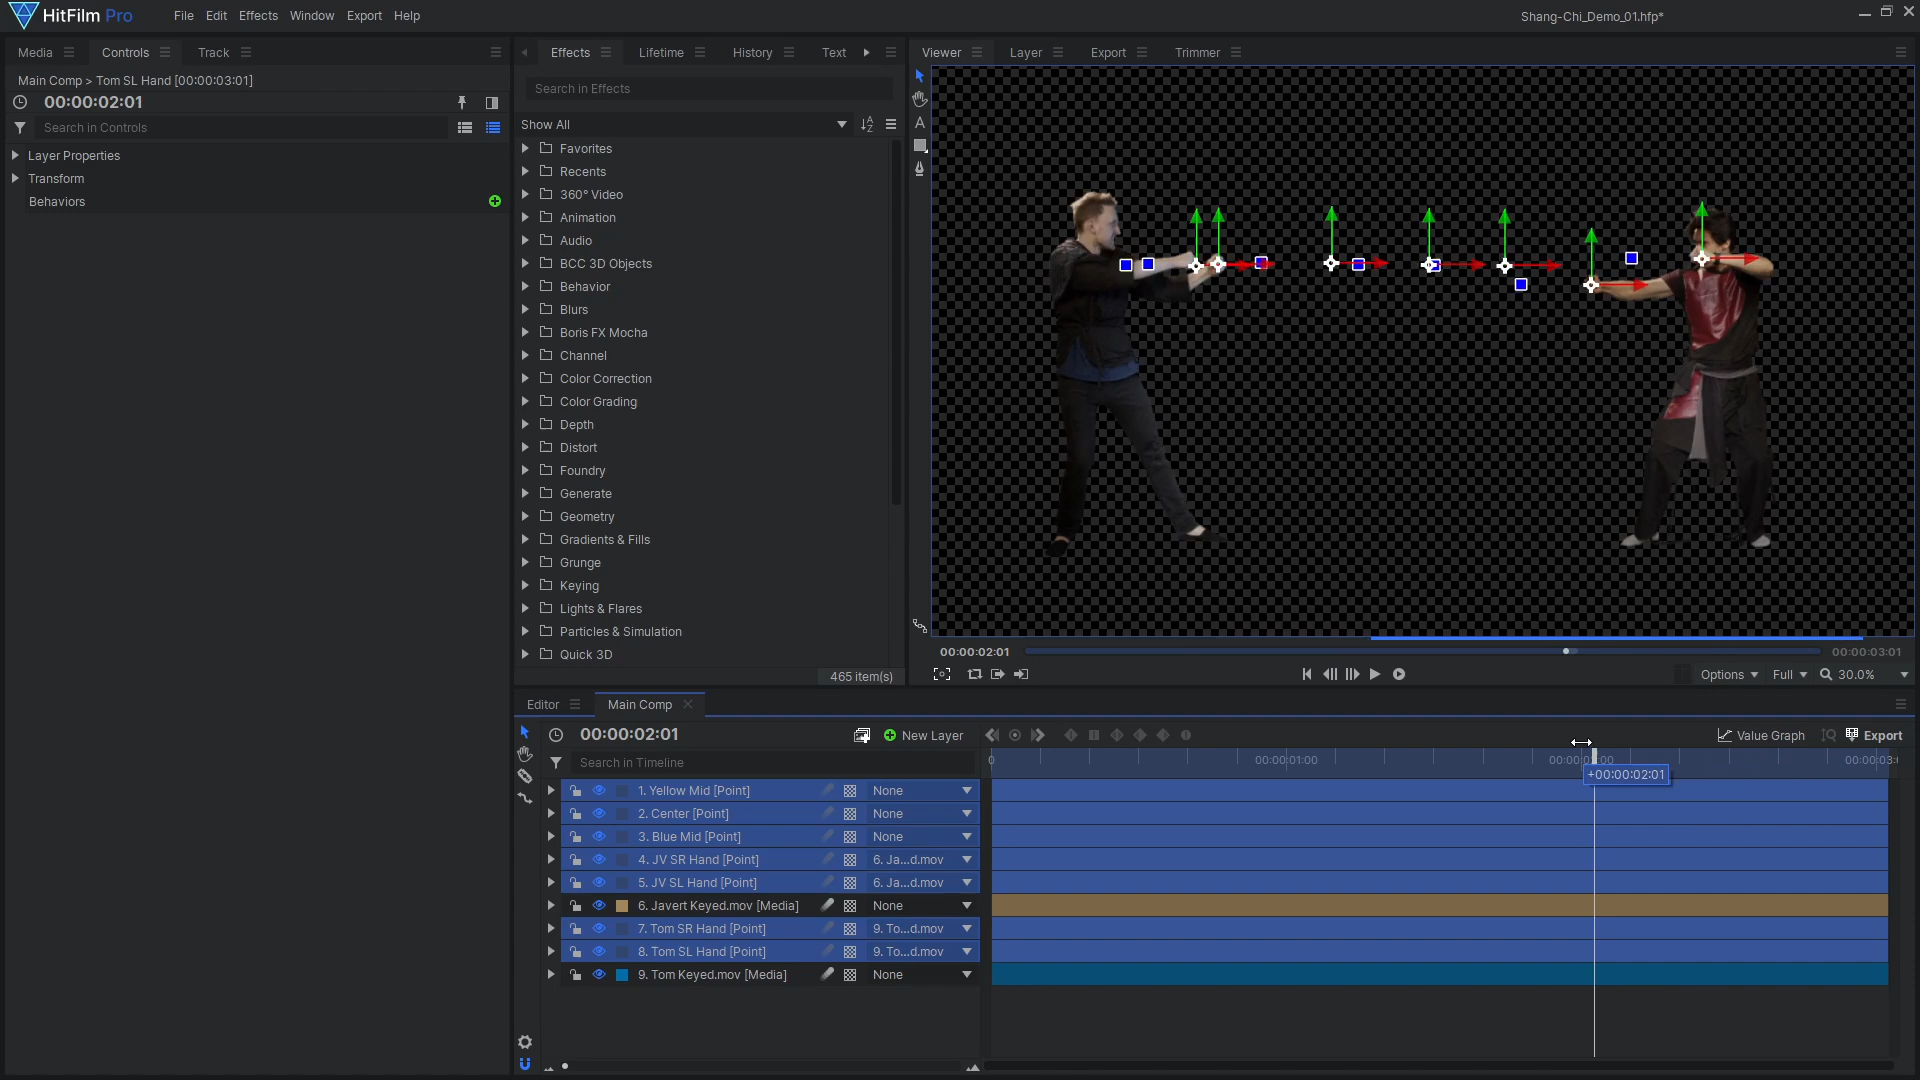 HitFilm Pro
File Edit Effects Window Export Help
Shang-Chi_Demo_01.hfp*
Media Controls Track
Effects Lifetime History Text
Viewer Layer Export Trimmer
Main Comp > Tom SL Hand [00:00:03:01]
00:00:02:01
Search in Controls
Layer Properties
Transform
Behaviors
Search in Effects
Show All
Favorites
Recents
360° Video
Animation
Audio
BCC 3D Objects
Behavior
Blurs
Boris FX Mocha
Channel
Color Correction
Color Grading
Depth
Distort
Foundry
Generate
Geometry
Gradients & Fills
Grunge
Keying
Lights & Flares
Particles & Simulation
Quick 3D
465 item(s)
00:00:02:01
00:00:03:01
Options Full 30.0%
Editor Main Comp
00:00:02:01
New Layer
Value Graph
Export
Search in Timeline
0 00:00:01:00
+00:00:02:01
1. Yellow Mid [Point] None
2. Center [Point] None
3. Blue Mid [Point] None
4. JV SR Hand [Point] 6. Ja...d.mov
5. JV SL Hand [Point] 6. Ja...d.mov
6. Javert Keyed.mov [Media] None
7. Tom SR Hand [Point] 9. To...d.mov
8. Tom SL Hand [Point] 9. To...d.mov
9. Tom Keyed.mov [Media] None